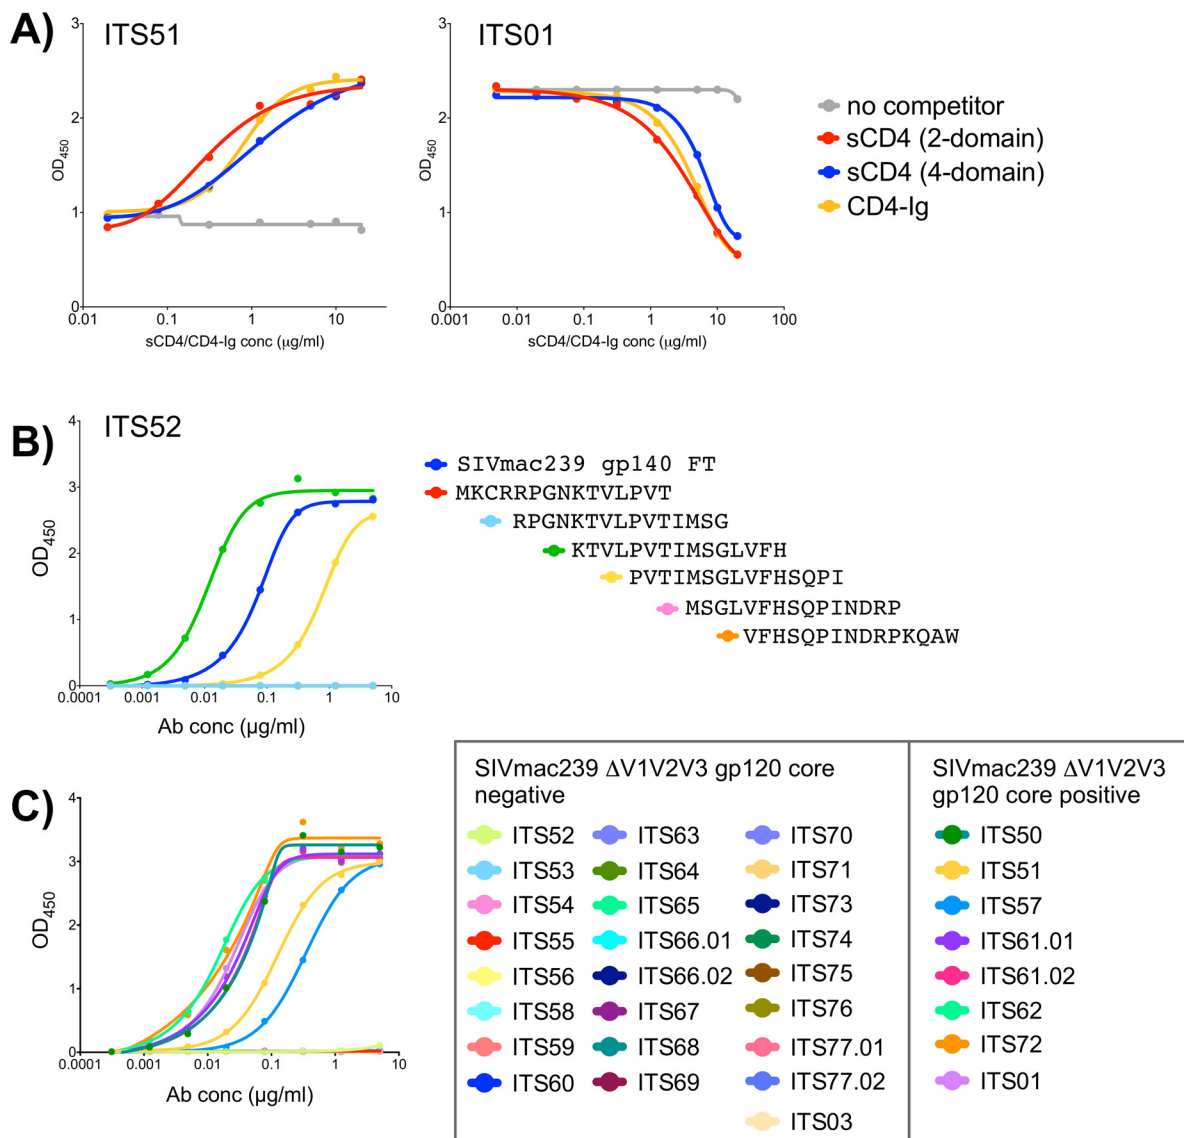 A)
ITS51
3
2
1
0
OD450
0.01
0.1
1
10
sCD4/CD4-Ig conc (µg/ml)
ITS01
3
2
1
0
OD450
0.001
0.01
0.1
1
10
100
sCD4/CD4-Ig conc (µg/ml)
no competitor
sCD4 (2-domain)
sCD4 (4-domain)
CD4-Ig
B)
ITS52
4
3
2
1
0
OD450
0.0001
0.001
0.01
0.1
1
10
Ab conc (µg/ml)
SIVmac239 gp140 FT
MKCRRPGNKTVLPVT
RPGNKTVLPVTIMSG
KTVLPVTIMSGLVFH
PVTIMSGLVFHSQPI
MSGLVFHSQPINDRP
VFHSQPINDRPKQAW
C)
4
3
2
1
0
OD450
0.0001
0.001
0.01
0.1
1
10
Ab conc (µg/ml)
SIVmac239 ΔV1V2V3 gp120 core
negative
ITS52
ITS53
ITS54
ITS55
ITS56
ITS58
ITS59
ITS60
ITS63
ITS64
ITS65
ITS66.01
ITS66.02
ITS67
ITS68
ITS69
ITS70
ITS71
ITS73
ITS74
ITS75
ITS76
ITS77.01
ITS77.02
ITS03
SIVmac239 ΔV1V2V3
gp120 core positive
ITS50
ITS51
ITS57
ITS61.01
ITS61.02
ITS62
ITS72
ITS01